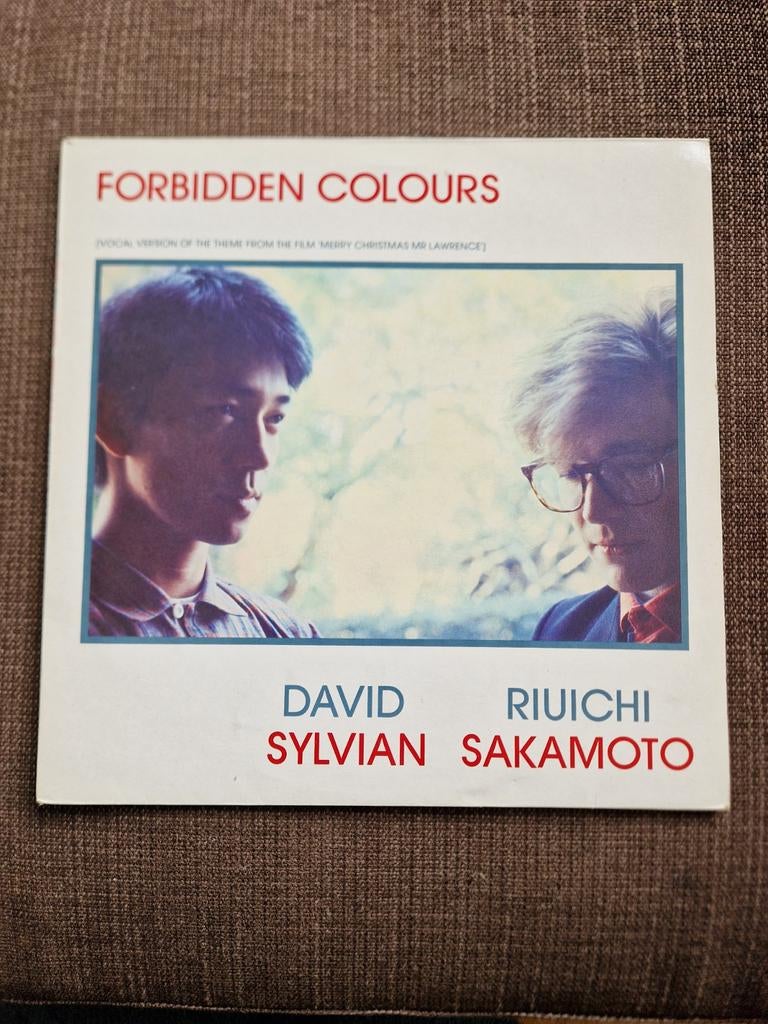 FORBIDDEN COLOURS
[VOCAL VERSION OF THE THEME FROM THE FILM 'MERRY CHRISTMAS MR LAWRENCE']
DAVID RIUICHI
SYLVIAN SAKAMOTO